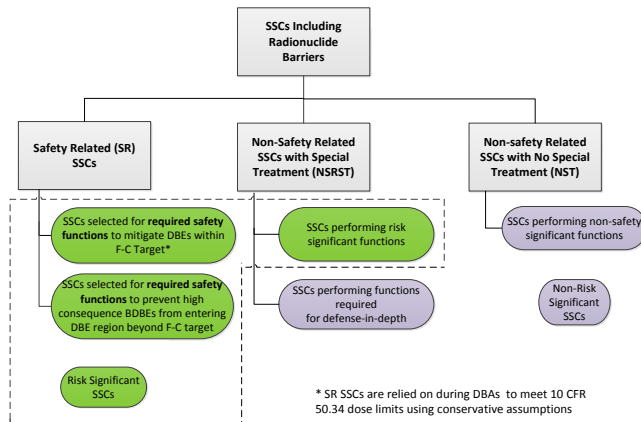 SSCs Including
Radionuclide
Barriers
Safety Related (SR)
SSCs
Non-Safety Related
SSCs with Special
Treatment (NSRST)
Non-safety Related
SSCs with No Special
Treatment (NST)
SSCs selected for required safety
functions to mitigate DBEs within
F-C Target*
SSCs performing risk
significant functions
SSCs performing non-safety
significant functions
SSCs selected for required safety
functions to prevent high
consequence BDBEs from entering
DBE region beyond F-C target
SSCs performing functions
required
for defense-in-depth
Non-Risk
Significant
SSCs
Risk Significant
SSCs
* SR SSCs are relied on during DBAs to meet 10 CFR
50.34 dose limits using conservative assumptions